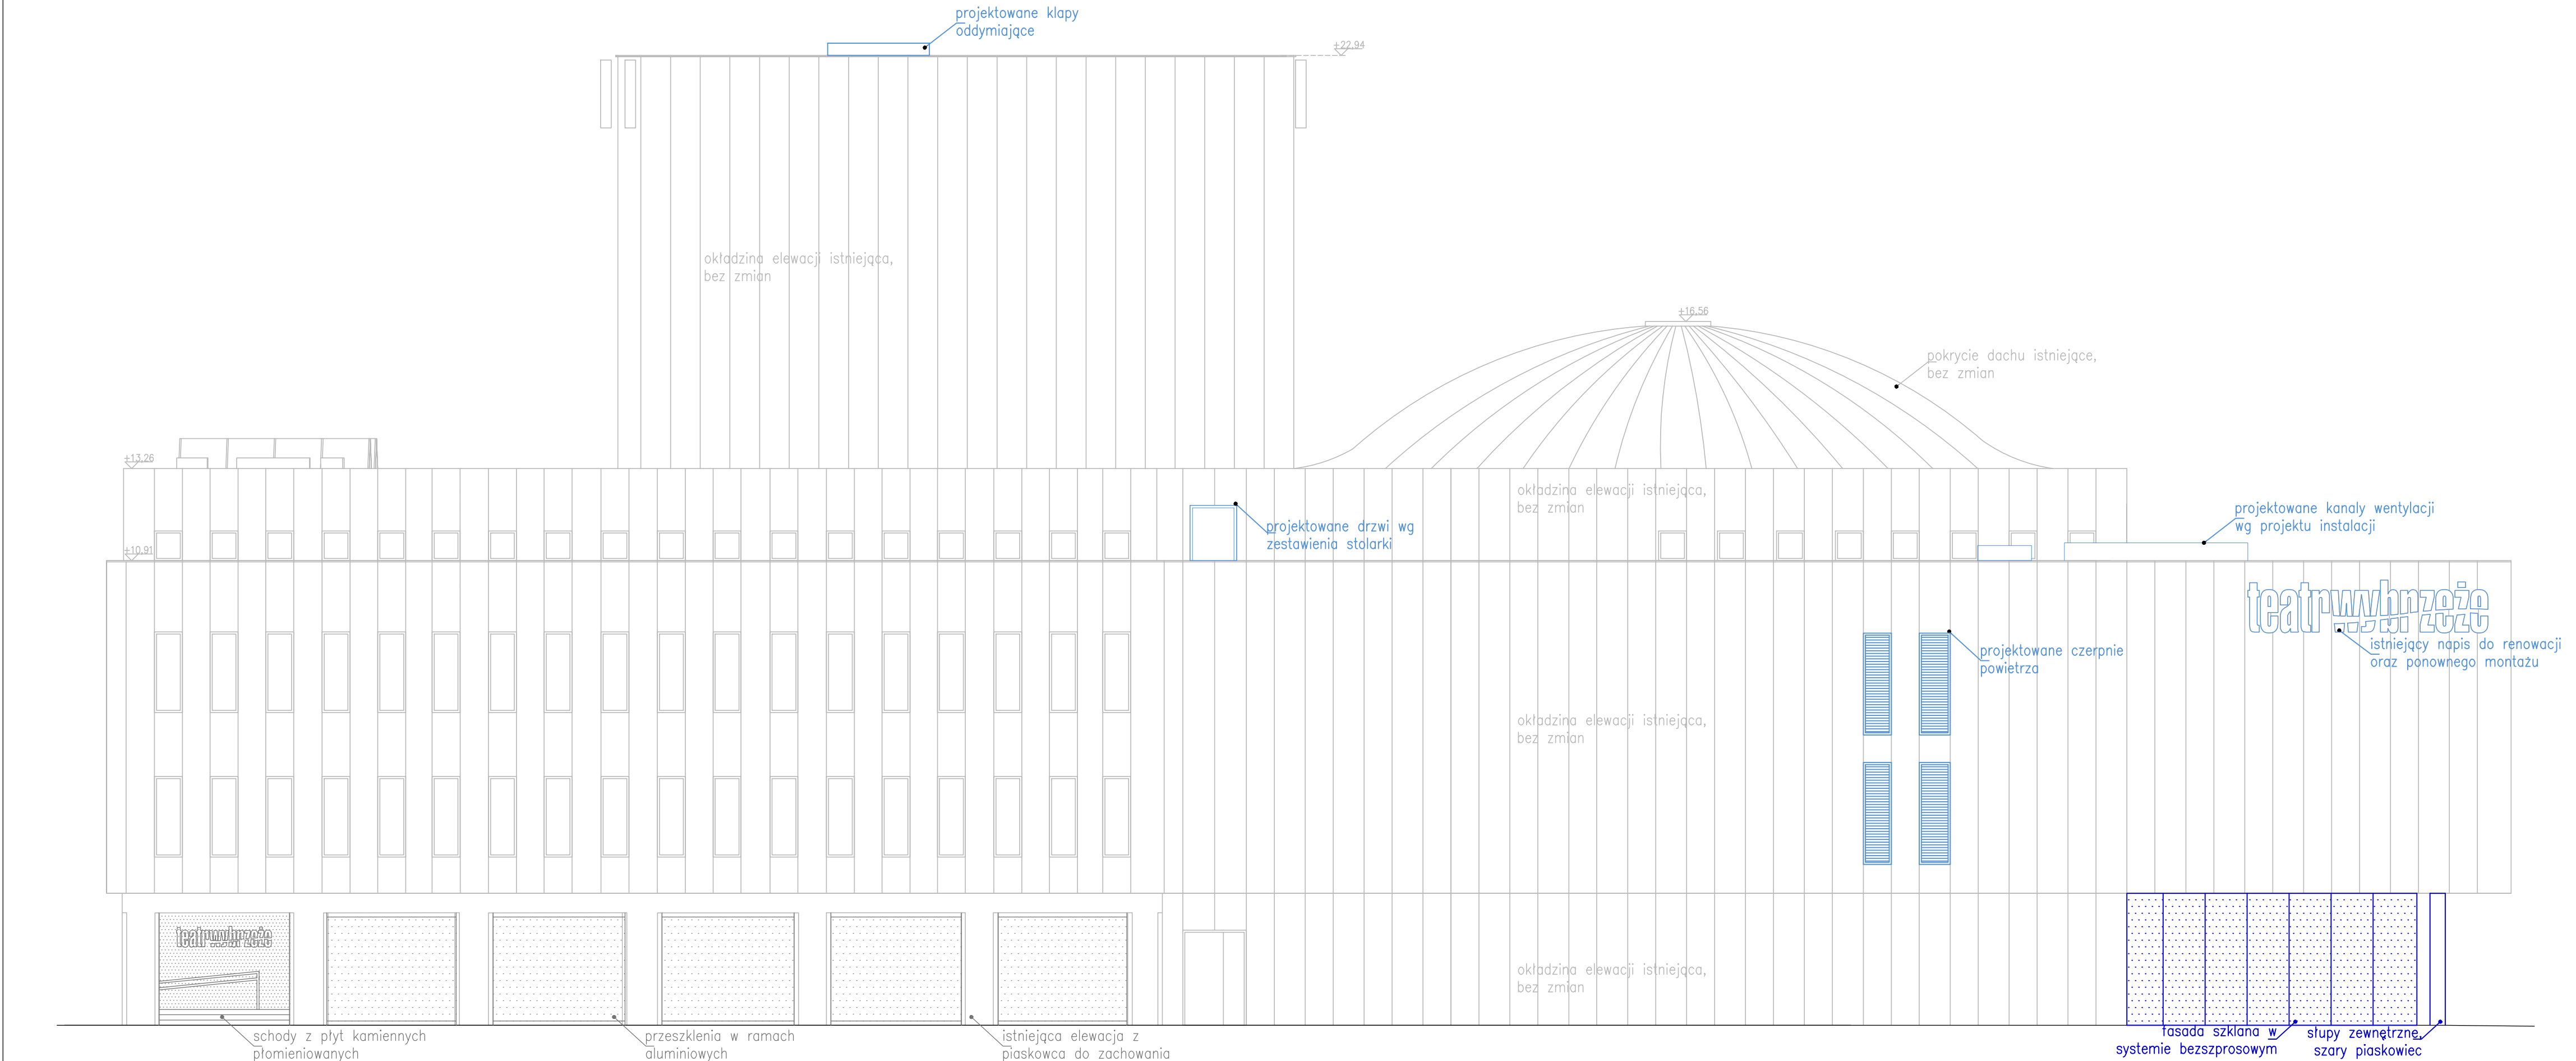 projektowane klapy
oddymiające
+22,94
okładzina elewacji istniejąca,
bez zmian
+16,56
pokrycie dachu istniejące,
bez zmian
+13,26
okładzina elewacji istniejąca,
bez zmian
projektowane drzwi wg
zestawienia stolarki
projektowane kanały wentylacji
wg projektu instalacji
+10,91
teatrwybrzeże
istniejący napis do renowacji
oraz ponownego montażu
projektowane czerpnie
powietrza
okładzina elewacji istniejąca,
bez zmian
teatrwybrzeże
okładzina elewacji istniejąca,
bez zmian
schody z płyt kamiennych
płomieniowanych
przeszklenia w ramach
aluminiowych
istniejąca elewacja z
piaskowca do zachowania
fasada szklana w
systemie bezszprosowym
słupy zewnętrzne,
szary piaskowiec